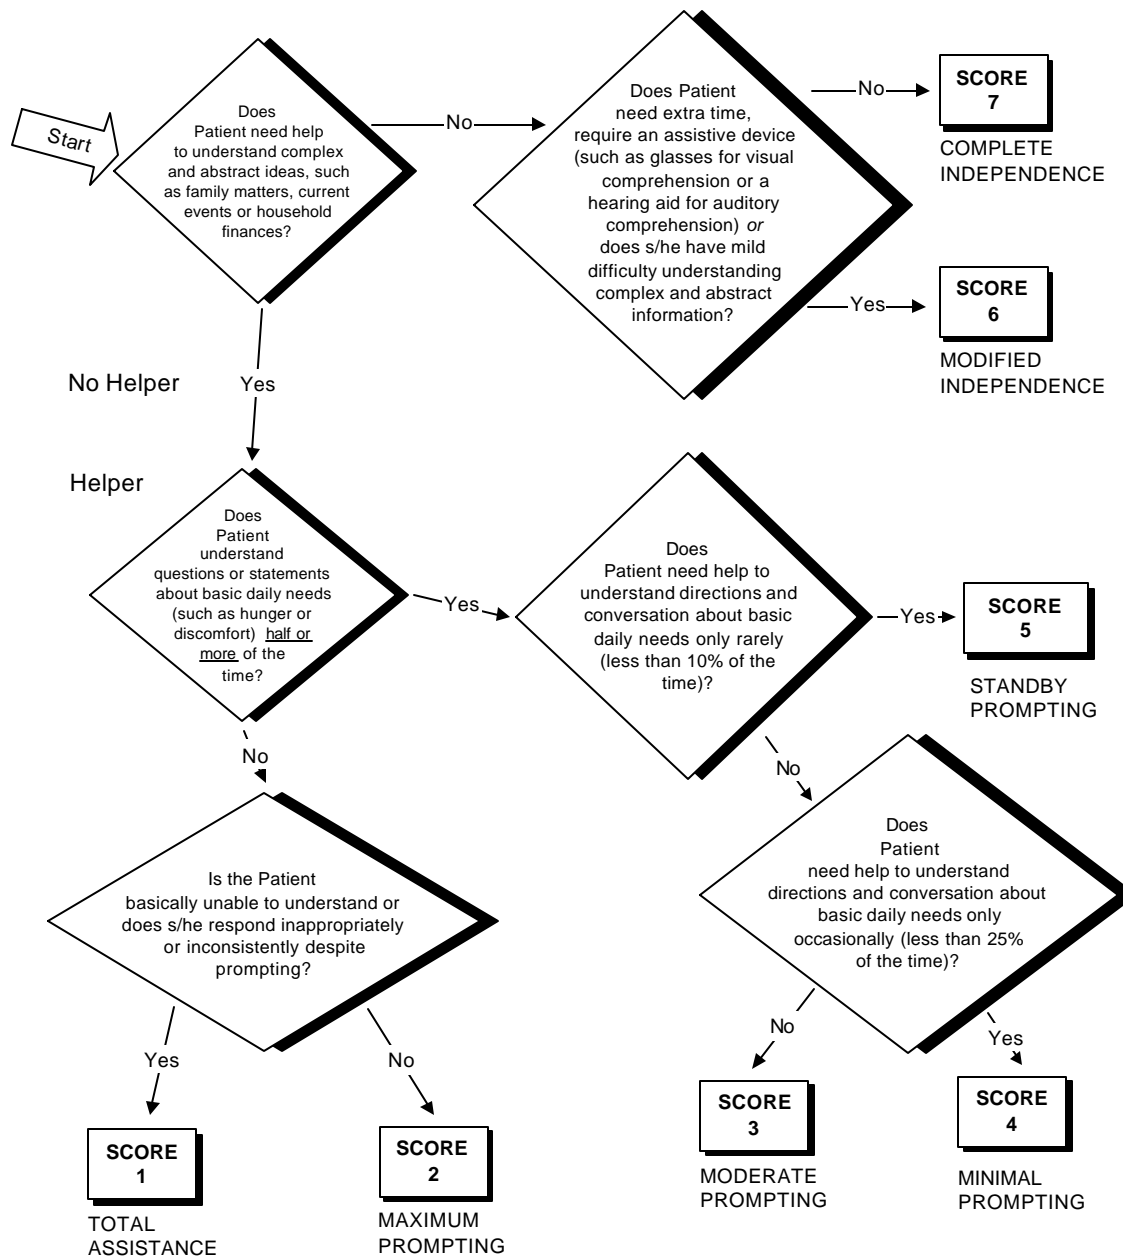 Start
Does
Patient need help
to understand complex
and abstract ideas, such
as family matters, current
events or household
finances?
No
Does Patient
need extra time,
require an assistive device
(such as glasses for visual
comprehension or a
hearing aid for auditory
comprehension) or
does s/he have mild
difficulty understanding
complex and abstract
information?
No
SCORE
7
COMPLETE
INDEPENDENCE
Yes
SCORE
6
MODIFIED
INDEPENDENCE
No Helper
Yes
Helper
Does
Patient
understand
questions or statements
about basic daily needs
(such as hunger or
discomfort) half or
more of the
time?
Yes
Does
Patient need help to
understand directions and
conversation about basic
daily needs only rarely
(less than 10% of the
time)?
Yes
SCORE
5
STANDBY
PROMPTING
No
No
Is the Patient
basically unable to understand or
does s/he respond inappropriately
or inconsistently despite
prompting?
Does
Patient
need help to understand
directions and conversation about
basic daily needs only
occasionally (less than 25%
of the time)?
Yes
No
No
Yes
SCORE
1
TOTAL
ASSISTANCE
SCORE
2
MAXIMUM
PROMPTING
SCORE
3
MODERATE
PROMPTING
SCORE
4
MINIMAL
PROMPTING